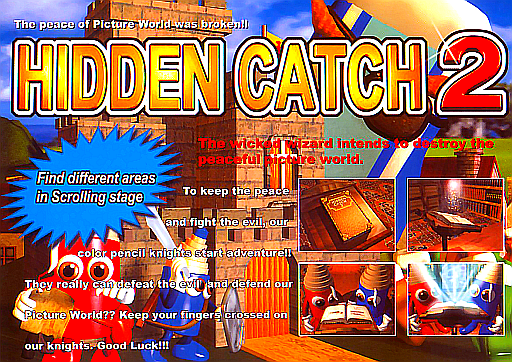 The peace of Picture World was broken!!
HIDDEN CATCH 2
The wicked wizard intends to destroy the
peaceful picture world.
Find different areas
in Scrolling stage
To keep the peace
and fight the evil, our
color pencil knights start adventure!!
They really can defeat the evil and defend our
Picture World?? Keep your fingers crossed on
our knights. Good Luck!!!